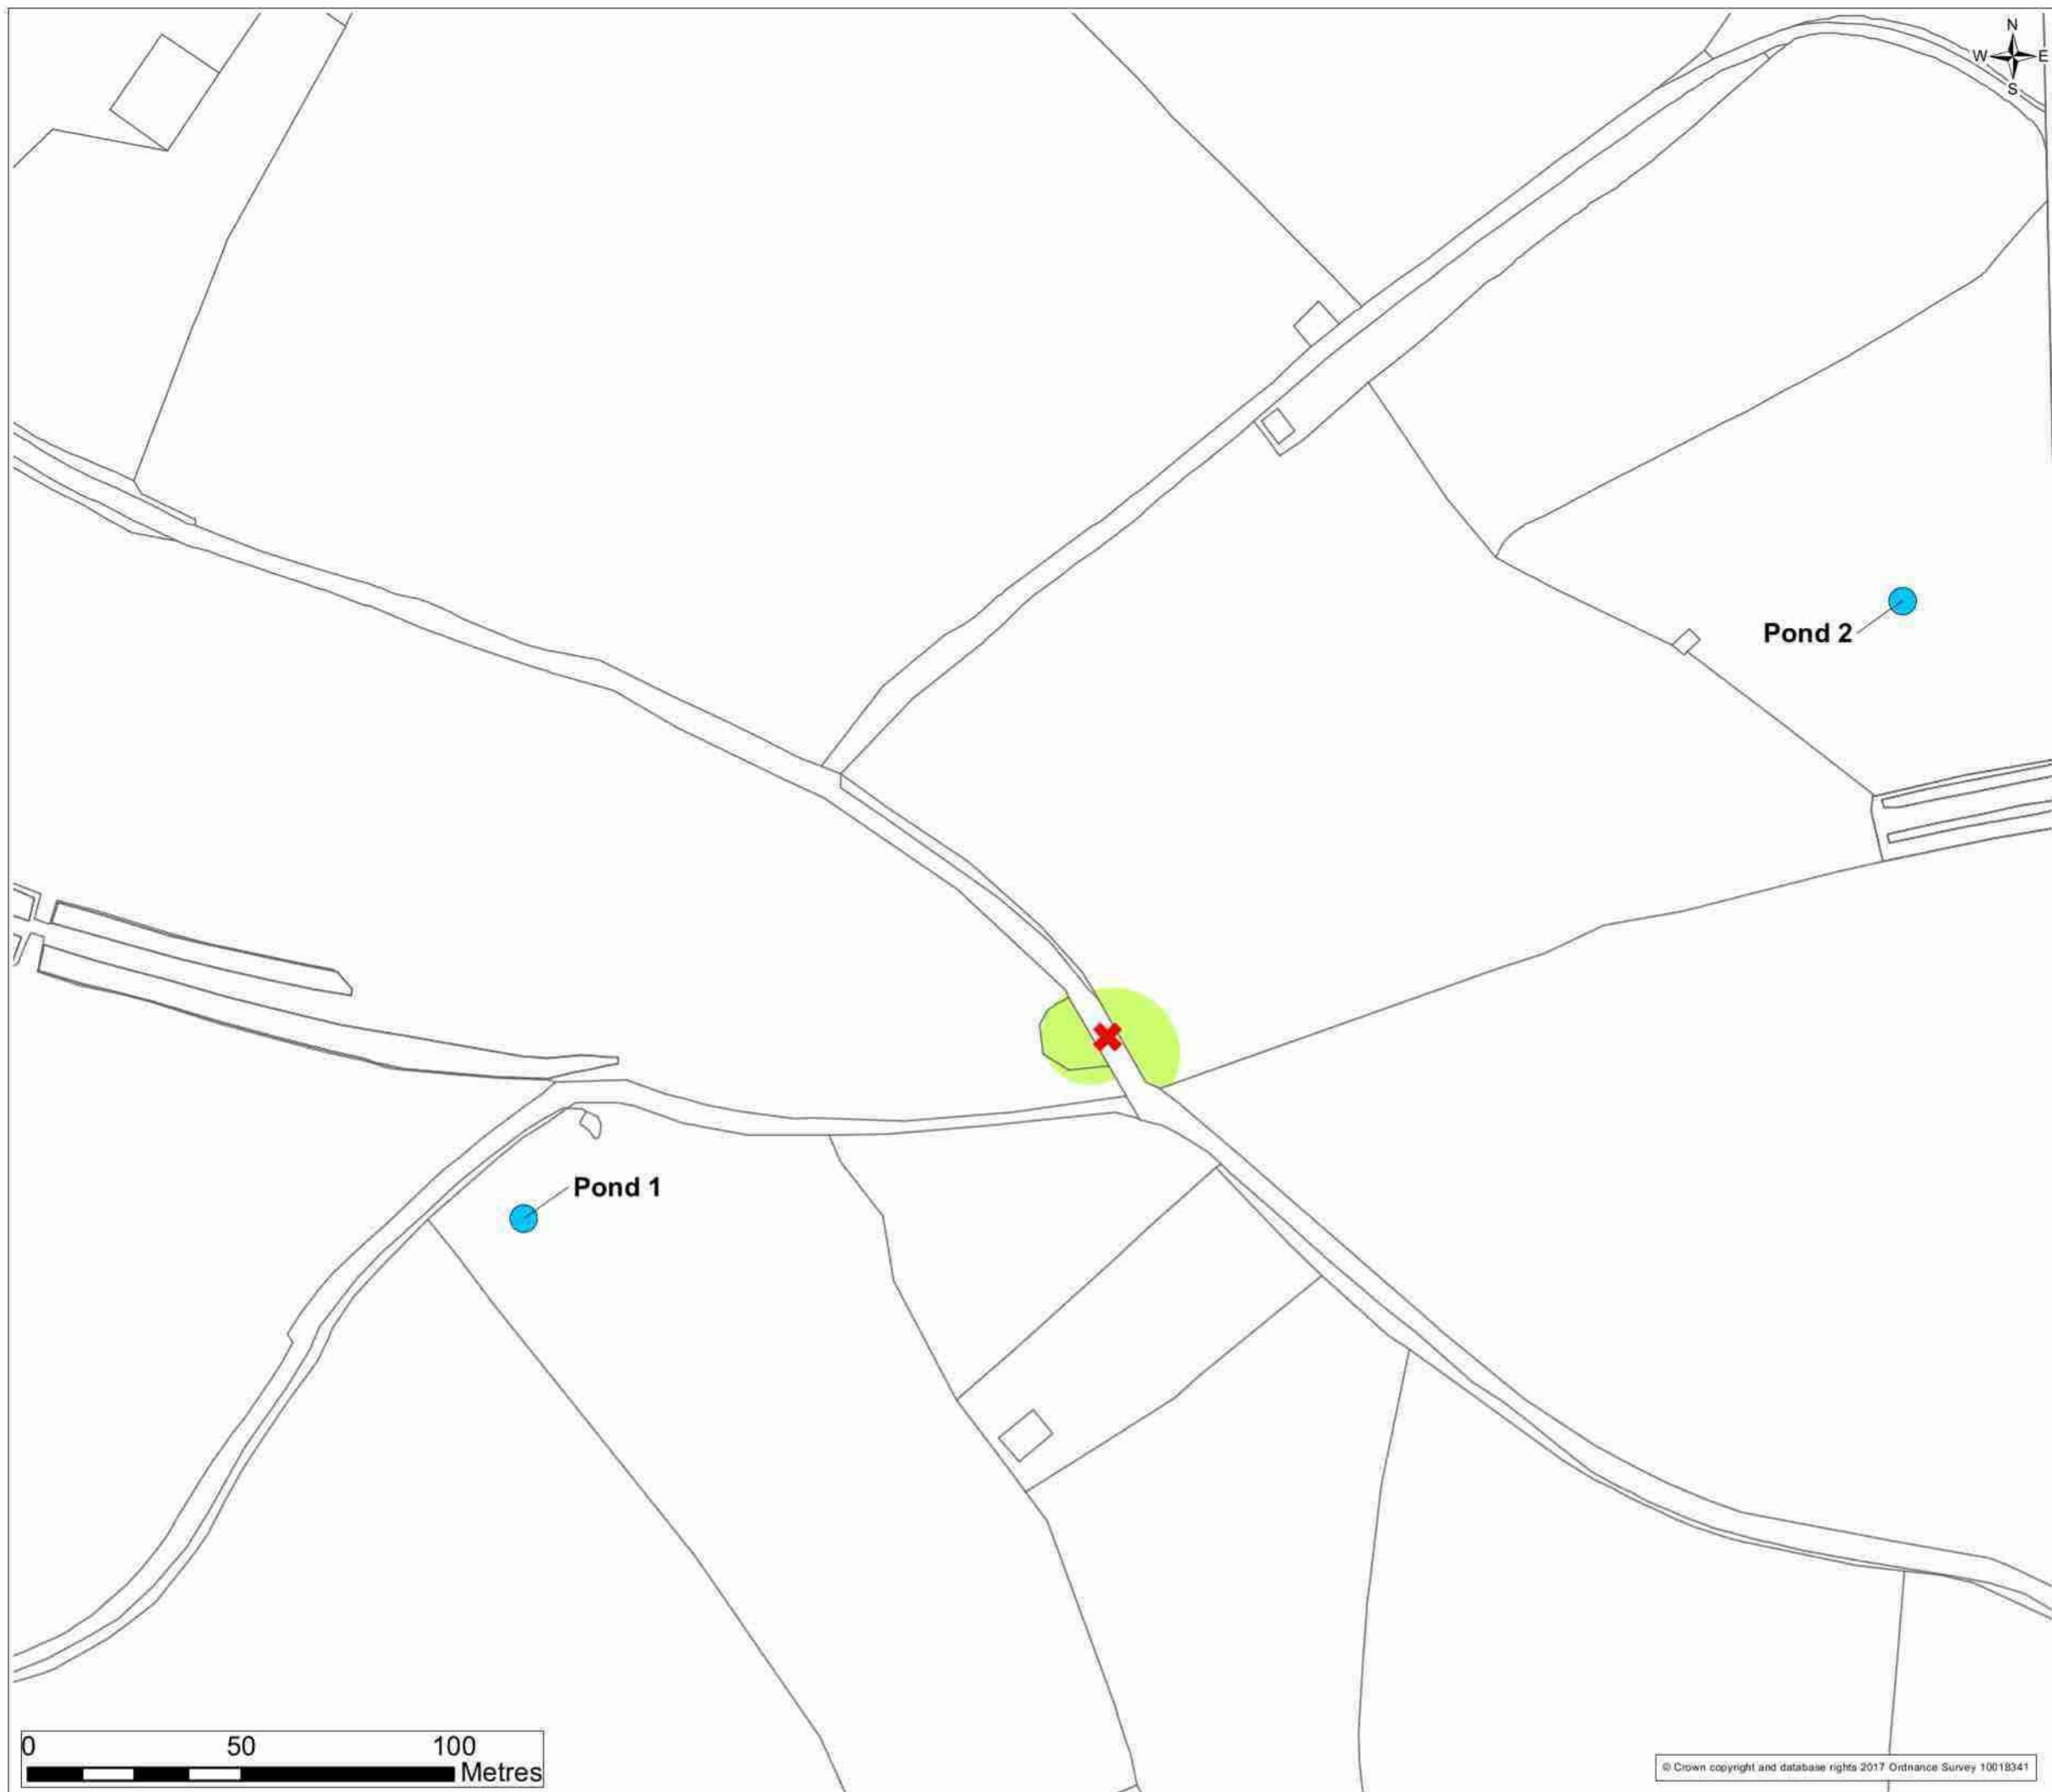 N
W E
S
Pond 2
Pond 1
0 50 100
Metres
© Crown copyright and database rights 2017 Ordnance Survey 10018341